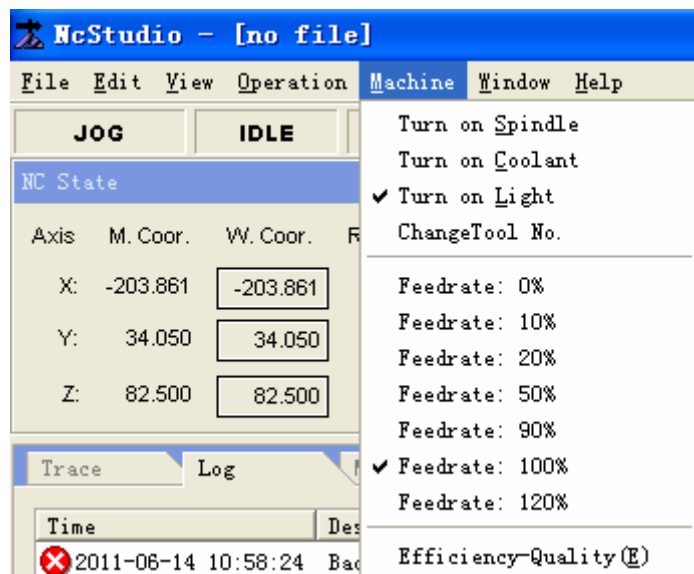 NcStudio - [no file]
File Edit View Operation Machine Window Help
JOG IDLE
Turn on Spindle
Turn on Coolant
NC State
✔ Turn on Light
Axis M. Coor. W. Coor.
ChangeTool No.
X: -203.861 -203.861
Feedrate: 0%
Feedrate: 10%
Y: 34.050 34.050
Feedrate: 20%
Z: 82.500 82.500
Feedrate: 50%
Feedrate: 90%
Trace Log
✔ Feedrate: 100%
Feedrate: 120%
Time
2011-06-14 10:58:24
Efficiency-Quality(E)